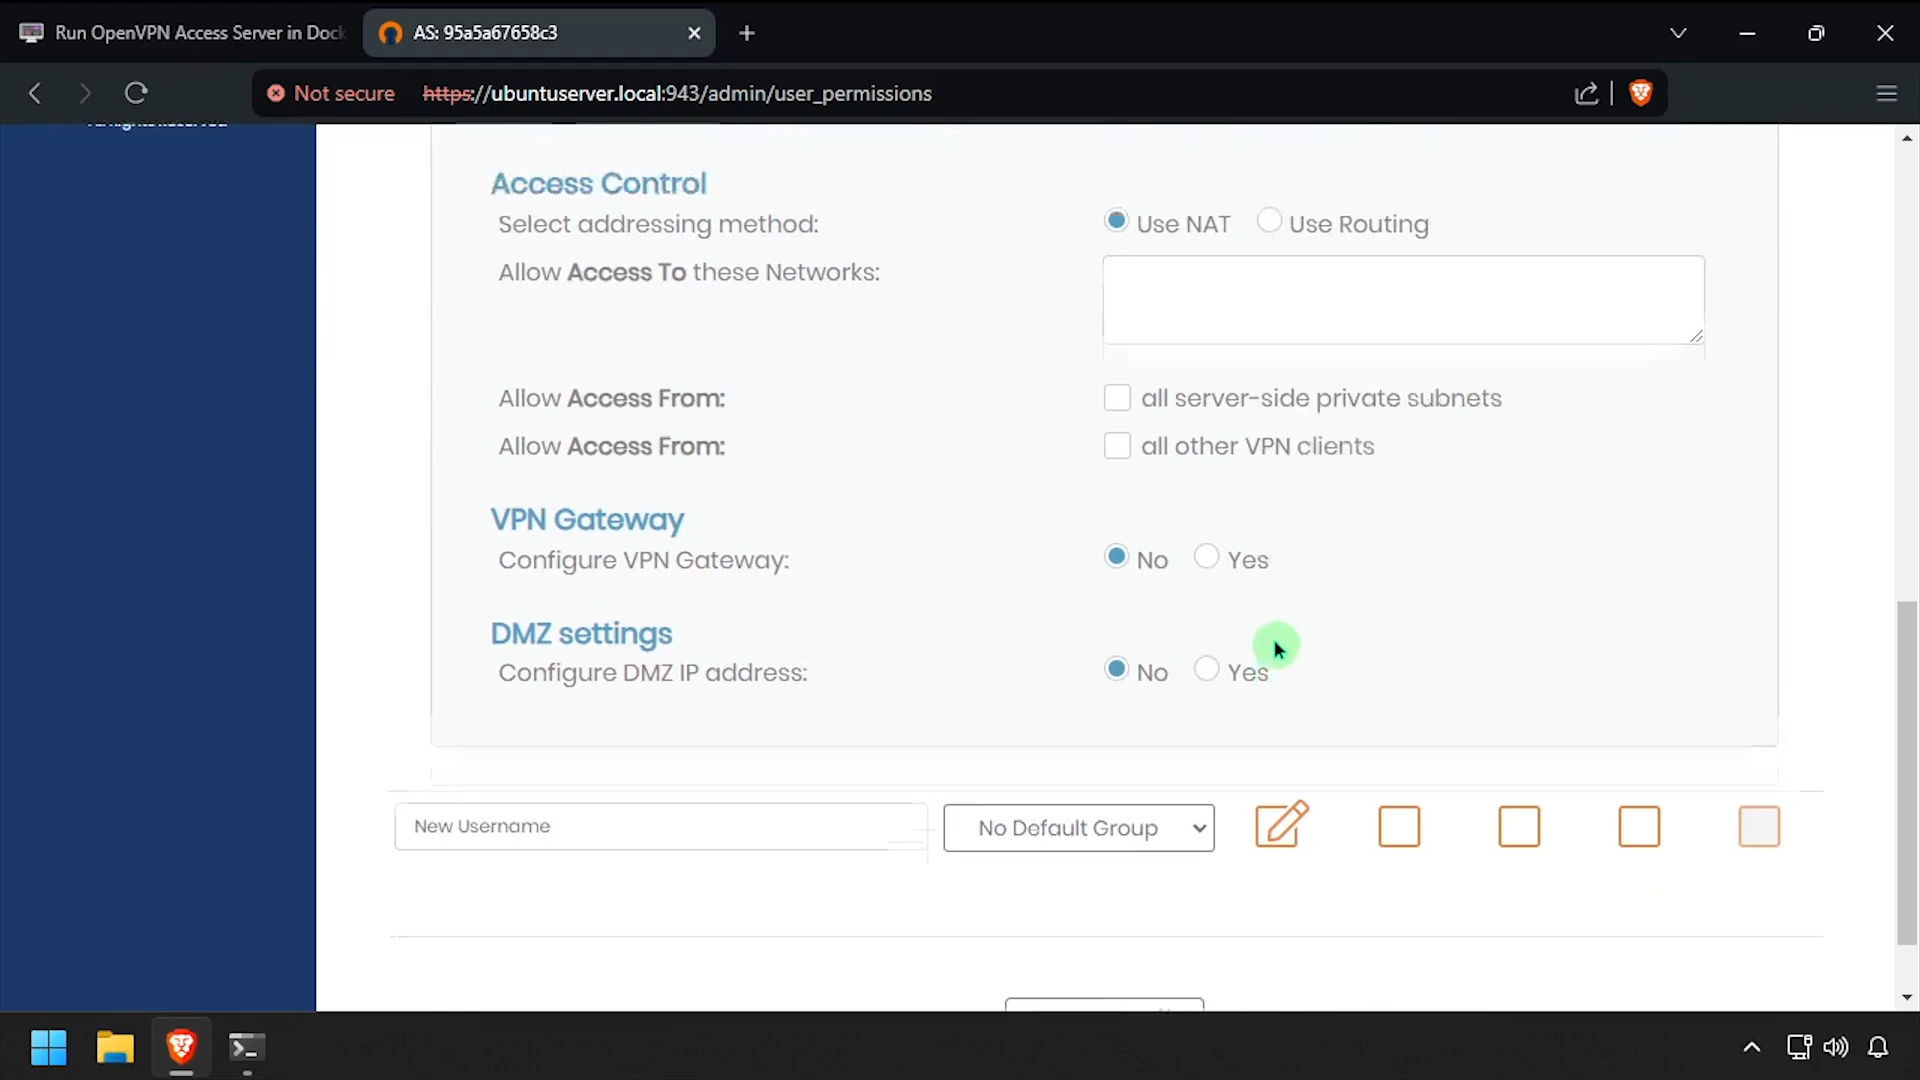 Run OpenVPN Access Server in Dock
AS: 95a5a67658c3
Not secure
https://ubuntuserver.local:943/admin/user_permissions
Access Control
Select addressing method:
Use NAT
Use Routing
Allow Access To these Networks:
Allow Access From:
all server-side private subnets
Allow Access From:
all other VPN clients
VPN Gateway
Configure VPN Gateway:
No
Yes
DMZ settings
Configure DMZ IP address:
No
Yes
New Username
No Default Group